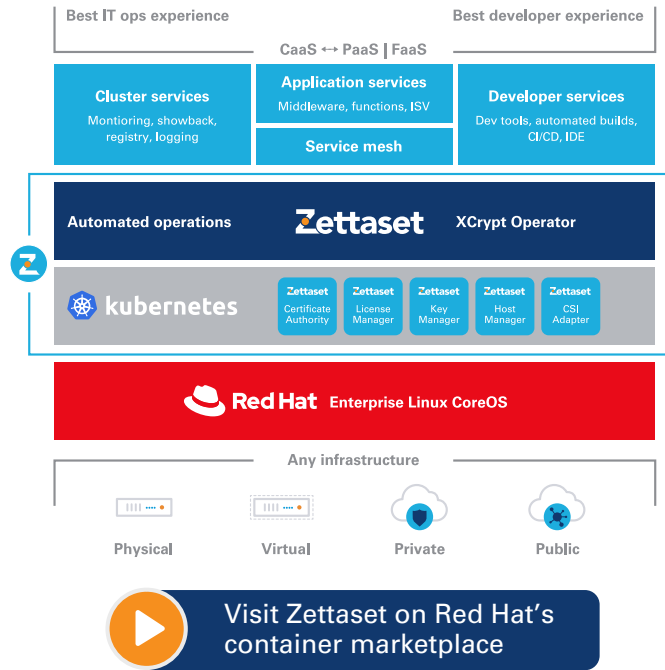 Best IT ops experience
Best developer experience
CaaS ↔ PaaS | FaaS
Cluster services
Montioring, showback,
registry, logging
Application services
Middleware, functions, ISV
Service mesh
Developer services
Dev tools, automated builds,
CI/CD, IDE
Automated operations
Zettaset
XCrypt Operator
Z
kubernetes
Zettaset
Certificate
Authority
Zettaset
License
Manager
Zettaset
Key
Manager
Zettaset
Host
Manager
Zettaset
CSI
Adapter
Red Hat Enterprise Linux CoreOS
Any infrastructure
Physical
Virtual
Private
Public
Visit Zettaset on Red Hat's
container marketplace